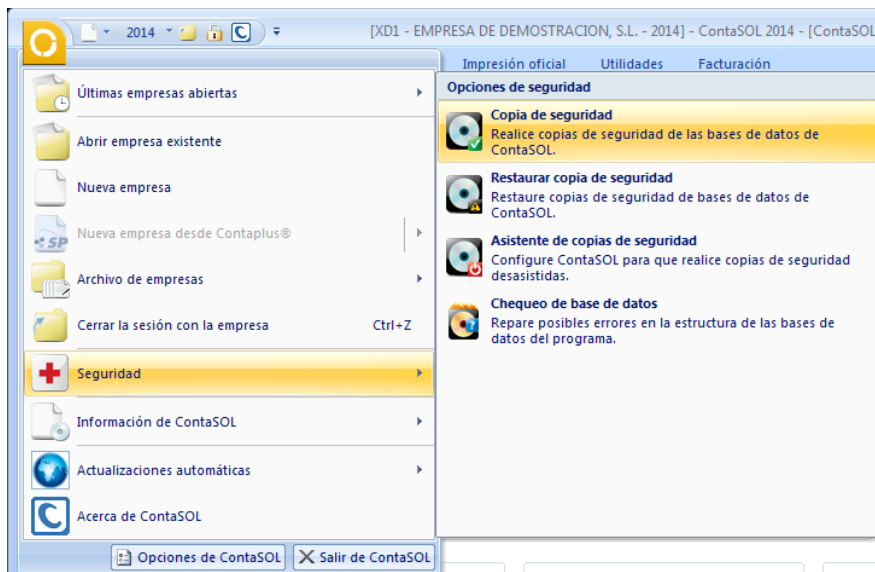 2014
[XD1 - EMPRESA DE DEMOSTRACION, S.L. - 2014] - ContaSOL 2014 - [ContaSOL
Impresión oficial Utilidades Facturación
Últimas empresas abiertas
Abrir empresa existente
Nueva empresa
SP Nueva empresa desde Contaplus®
Archivo de empresas
Cerrar la sesión con la empresa Ctrl+Z
Seguridad
Información de ContaSOL
Actualizaciones automáticas
Acerca de ContaSOL
Opciones de ContaSOL Salir de ContaSOL
Opciones de seguridad
Copia de seguridad
Realice copias de seguridad de las bases de datos de
ContaSOL.
Restaurar copia de seguridad
Restaure copias de seguridad de bases de datos de
ContaSOL.
Asistente de copias de seguridad
Configure ContaSOL para que realice copias de seguridad
desasistidas.
Chequeo de base de datos
Repare posibles errores en la estructura de las bases de
datos del programa.